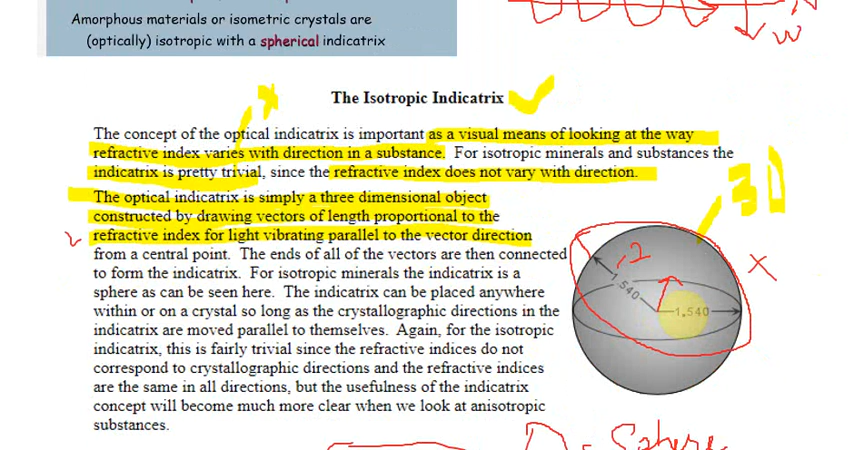 Amorphous materials or isometric crystals are
(optically) isotropic with a spherical indicatrix
W
The Isotropic Indicatrix
The concept of the optical indicatrix is important as a visual means of looking at the way
refractive index varies with direction in a substance. For isotropic minerals and substances the
indicatrix is pretty trivial, since the refractive index does not vary with direction.
The optical indicatrix is simply a three dimensional object
constructed by drawing vectors of length proportional to the
refractive index for light vibrating parallel to the vector direction
from a central point. The ends of all of the vectors are then connected
to form the indicatrix. For isotropic minerals the indicatrix is a
sphere as can be seen here. The indicatrix can be placed anywhere
within or on a crystal so long as the crystallographic directions in the
indicatrix are moved parallel to themselves. Again, for the isotropic
indicatrix, this is fairly trivial since the refractive indices do not
correspond to crystallographic directions and the refractive indices
are the same in all directions, but the usefulness of the indicatrix
concept will become much more clear when we look at anisotropic
substances.
3D
2
X
1.540
1.540
Sphere